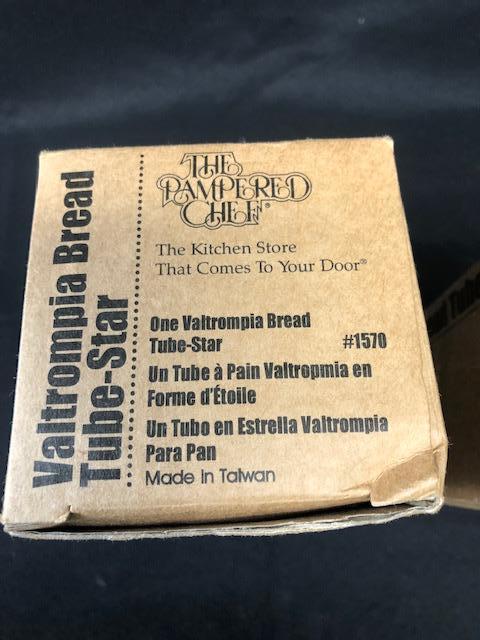 Valtrompia Bread
Tube-Star
THE
PAMPERED
CHEF®
The Kitchen Store
That Comes To Your Door®
One Valtrompia Bread
Tube-Star #1570
Un Tube à Pain Valtropmia en
Forme d'Étoile
Un Tubo en Estrella Valtrompia
Para Pan
Made in Taiwan